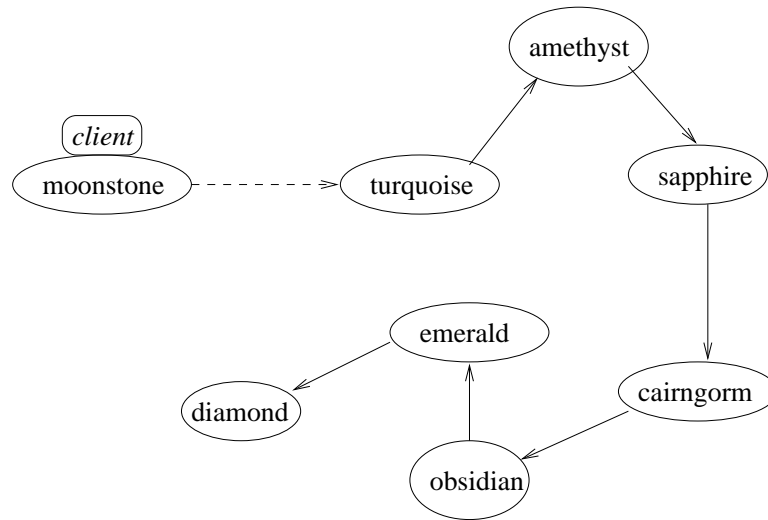 amethyst
client
moonstone
turquoise
sapphire
emerald
diamond
cairngorm
obsidian